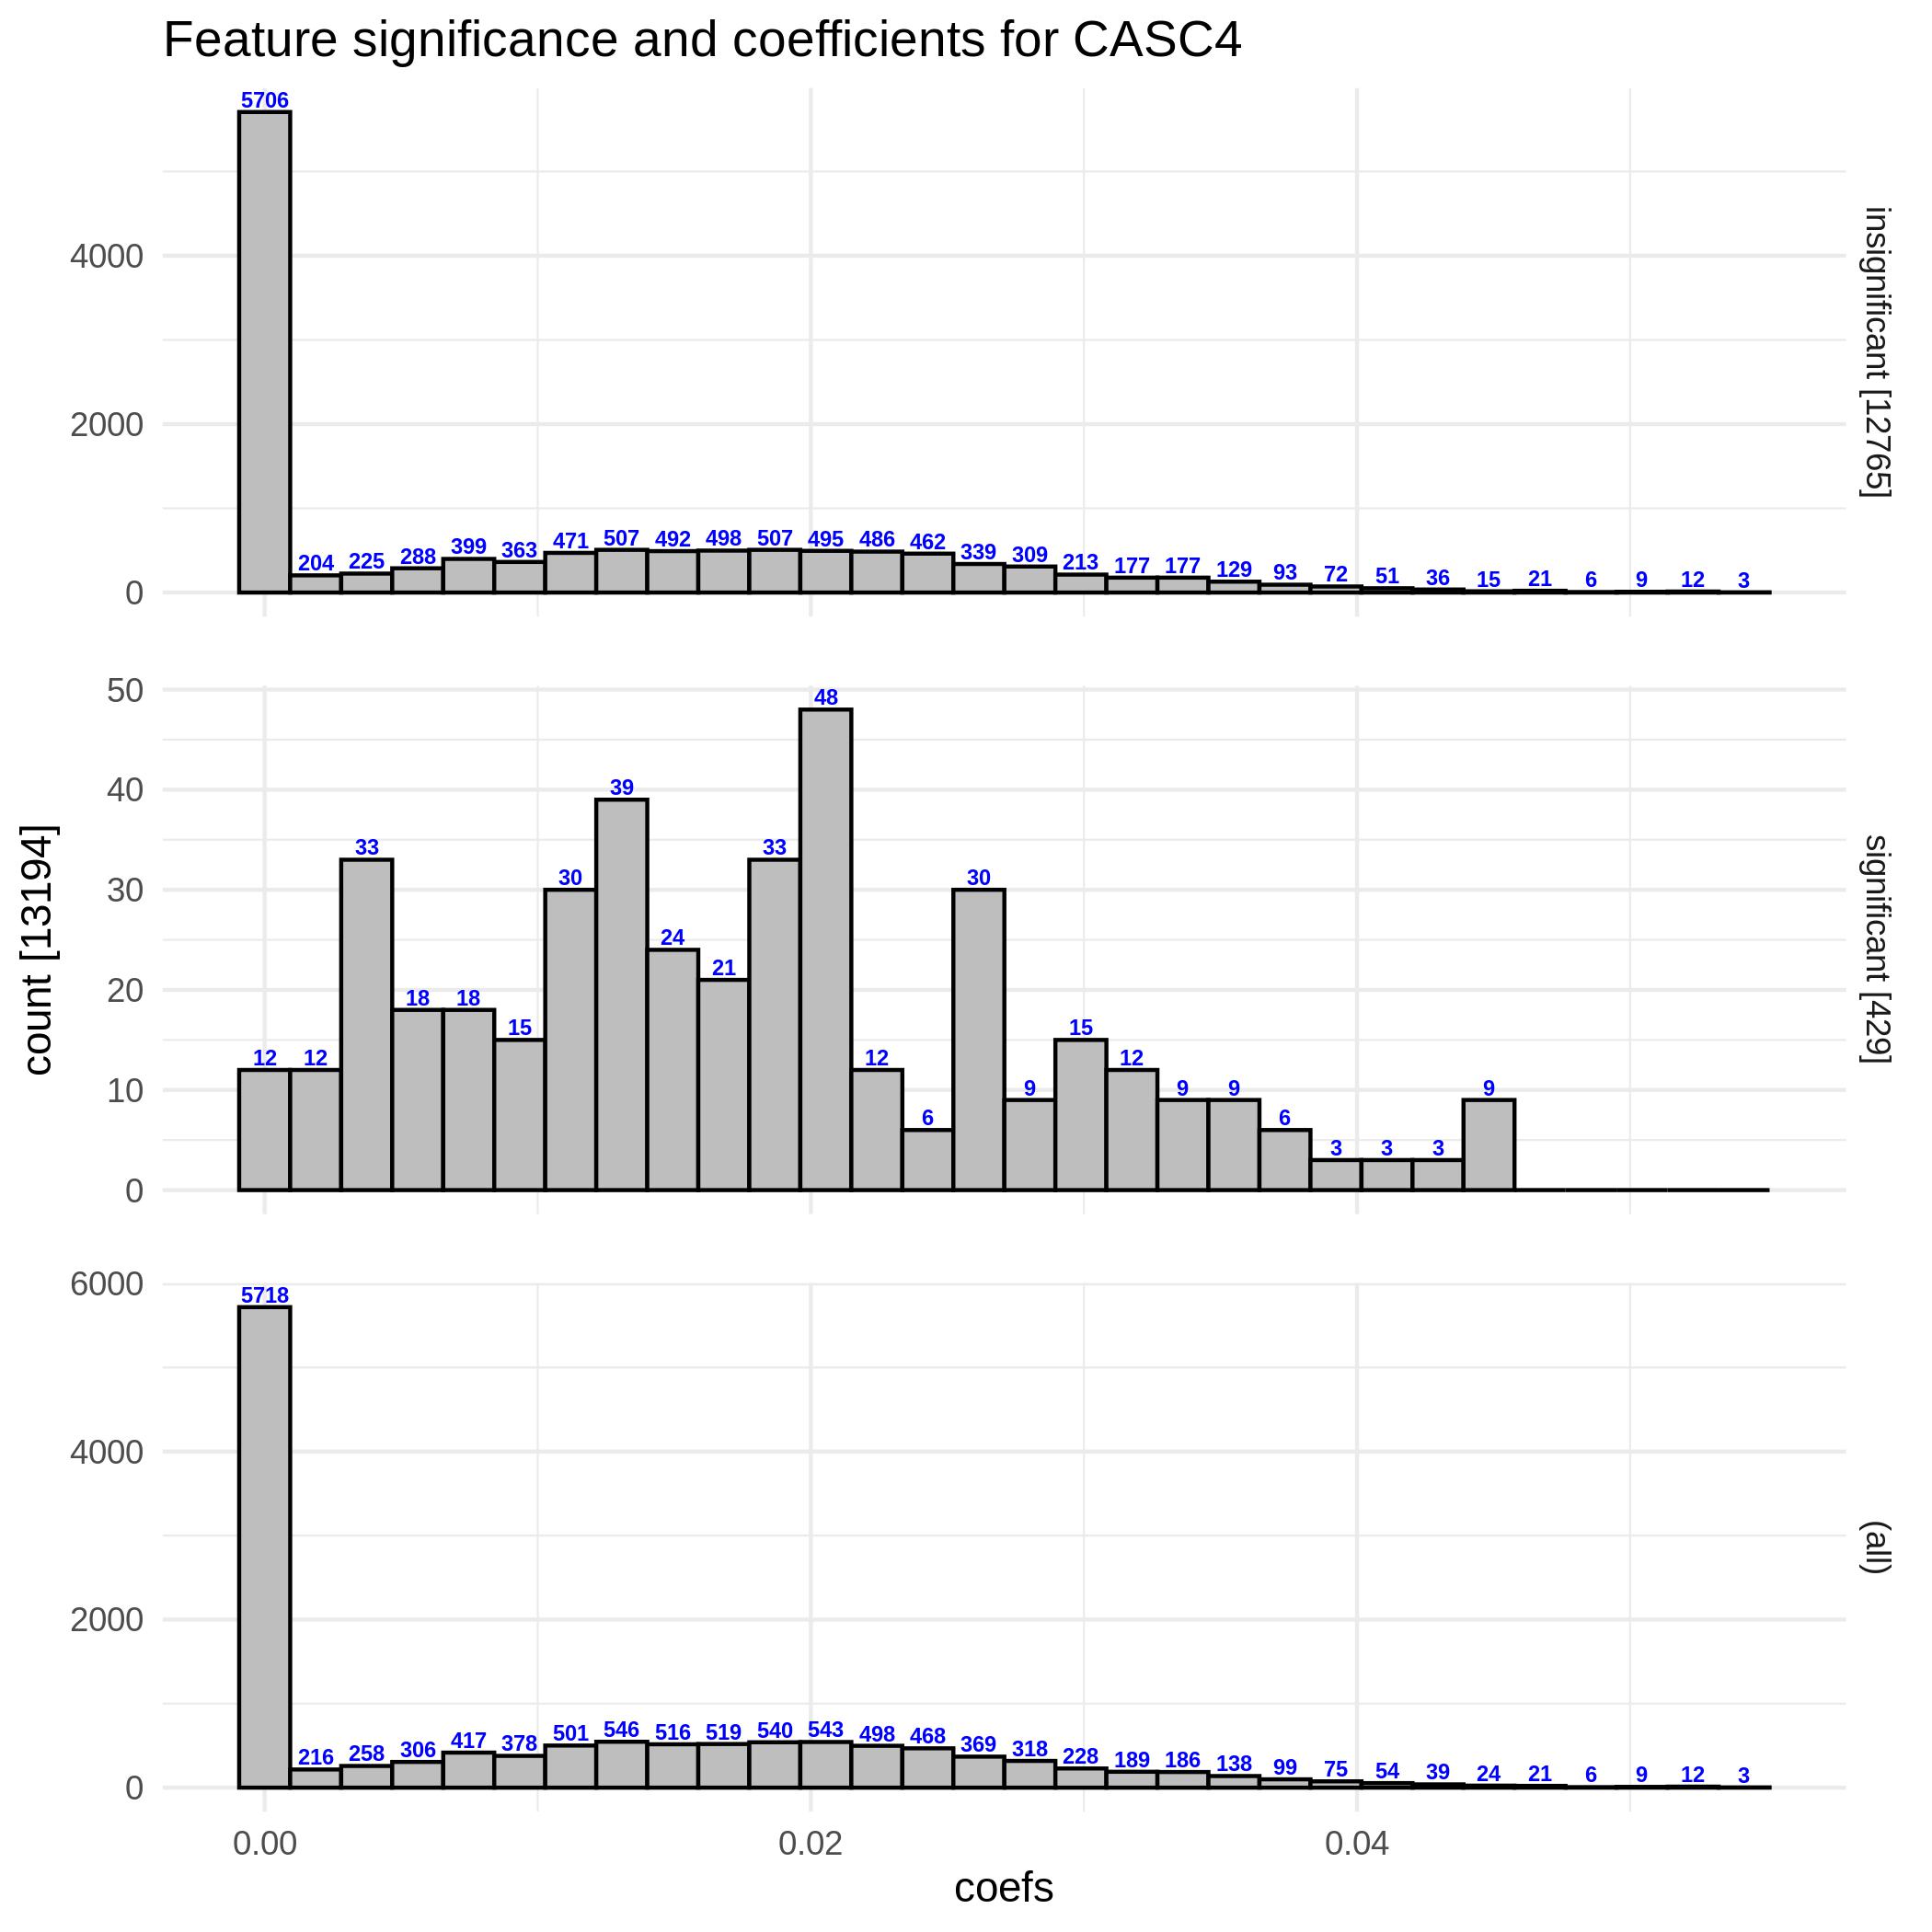 Feature significance and coefficients for CASC4
5706
204 225 288 399 363 471 507 492 498 507 495 486 462 339 309 213 177 177 129 93 72 51 36 15 21 6 9 12 3
4000
2000
0
insignificant [12765]
50
40
30
20
10
0
12 12 33 18 18 15 30 39 24 21 33 48 12 6 30 9 15 12 9 9 6 3 3 3 9
significant [429]
count [13194]
6000
4000
2000
0
5718
216 258 306 417 378 501 546 516 519 540 543 498 468 369 318 228 189 186 138 99 75 54 39 24 21 6 9 12 3
(all)
0.00 0.02 0.04
coefs